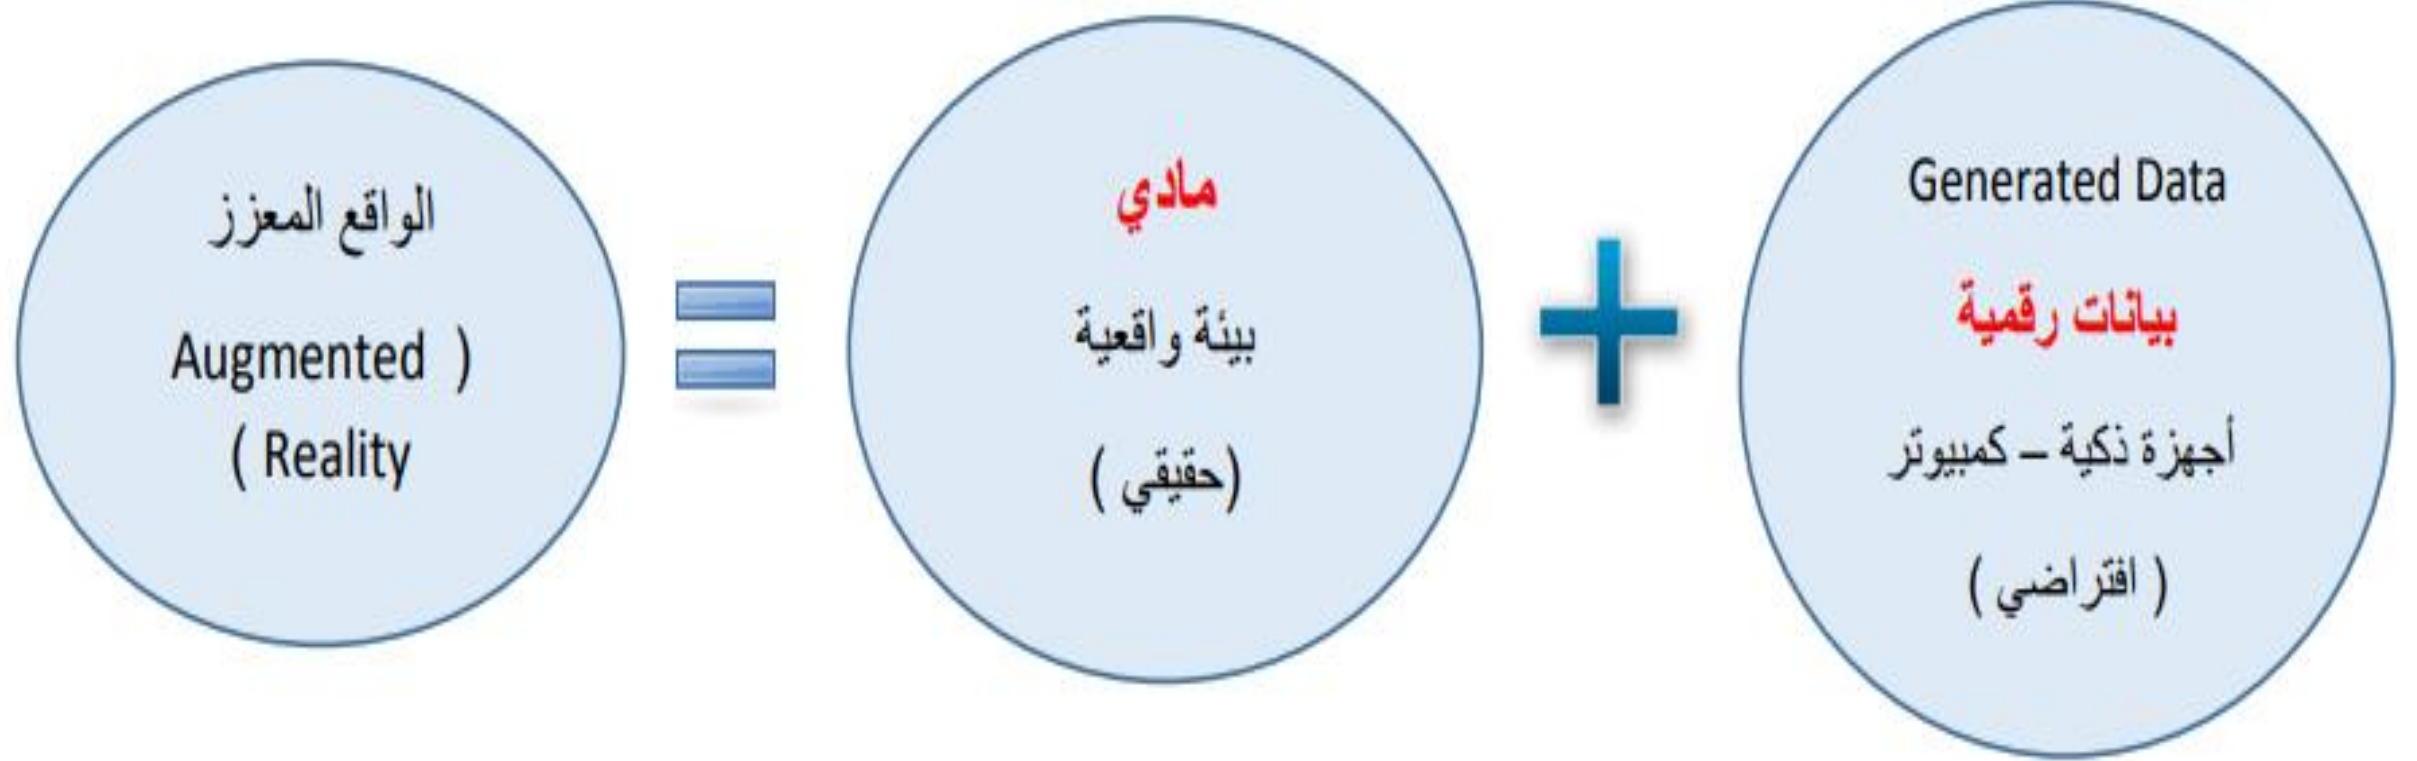 Generated Data
بيانات رقمية
أجهزة ذكية – كمبيوتر
( افتراضي )
+
مادي
بيئة واقعية
(حقيقي )
=
الواقع المعزز
( Augmented
Reality )